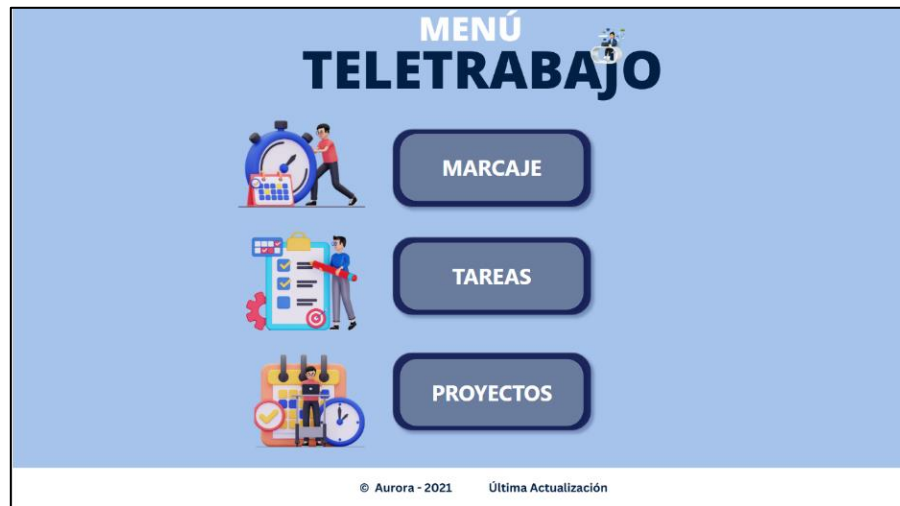 MENÚ
TELETRABAJO
MARCAJE
TAREAS
PROYECTOS
© Aurora - 2021 Última Actualización